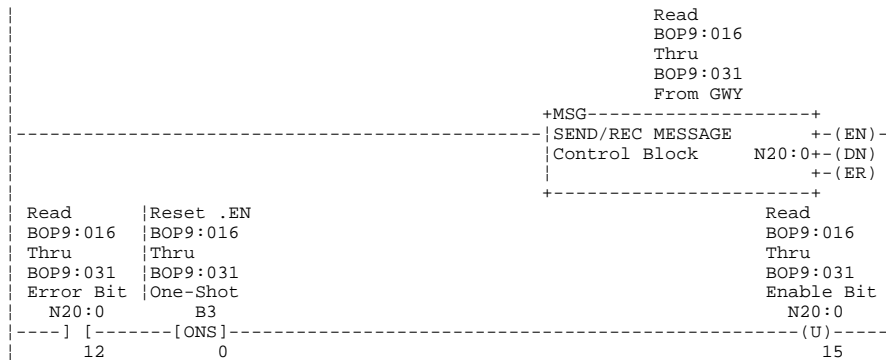 Read
BOP9:016
Thru
BOP9:031
From GWY
+MSG--------------------+
|SEND/REC MESSAGE +-(EN)-
|Control Block N20:0+-(DN)
| +-(ER)
Read |Reset .EN Read
BOP9:016 |BOP9:016 BOP9:016
Thru |Thru Thru
BOP9:031 |BOP9:031 BOP9:031
Error Bit |One-Shot Enable Bit
N20:0 B3 N20:0
----] [-------[ONS]---------------------------------------------------(U)-----
12 0 15